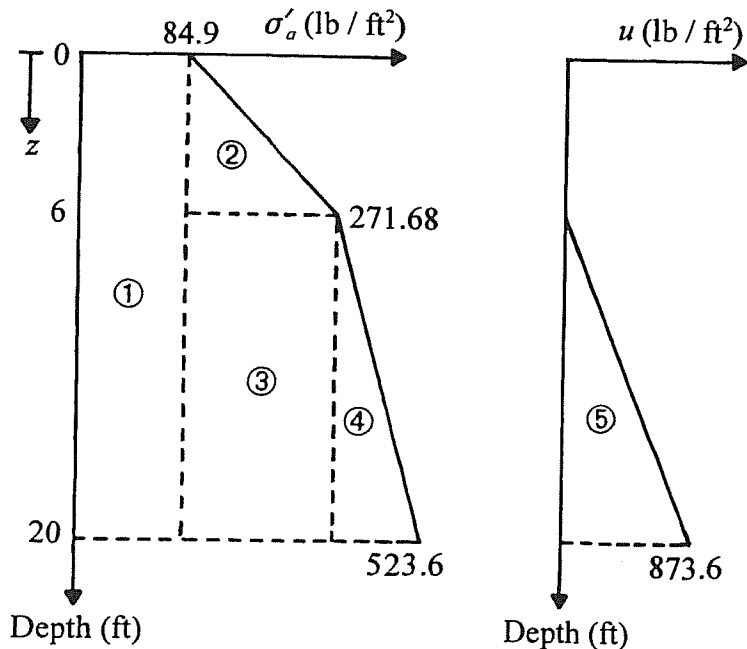 84.9 σ′ₐ (lb / ft²)
0
z
②
6
271.68
①
③
④
20
523.6
Depth (ft)
u (lb / ft²)
⑤
873.6
Depth (ft)